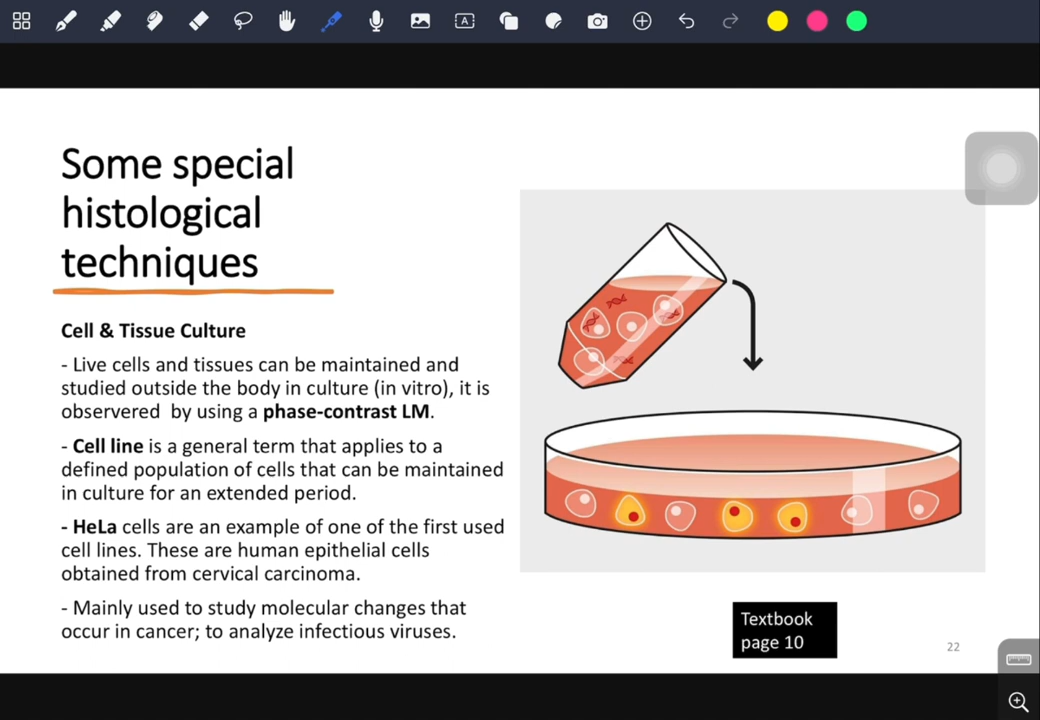 Some special
histological
techniques
Cell & Tissue Culture
- Live cells and tissues can be maintained and
studied outside the body in culture (in vitro), it is
observered by using a phase-contrast LM.
- Cell line is a general term that applies to a
defined population of cells that can be maintained
in culture for an extended period.
- HeLa cells are an example of one of the first used
cell lines. These are human epithelial cells
obtained from cervical carcinoma.
- Mainly used to study molecular changes that
occur in cancer; to analyze infectious viruses.
Textbook
page 10
22